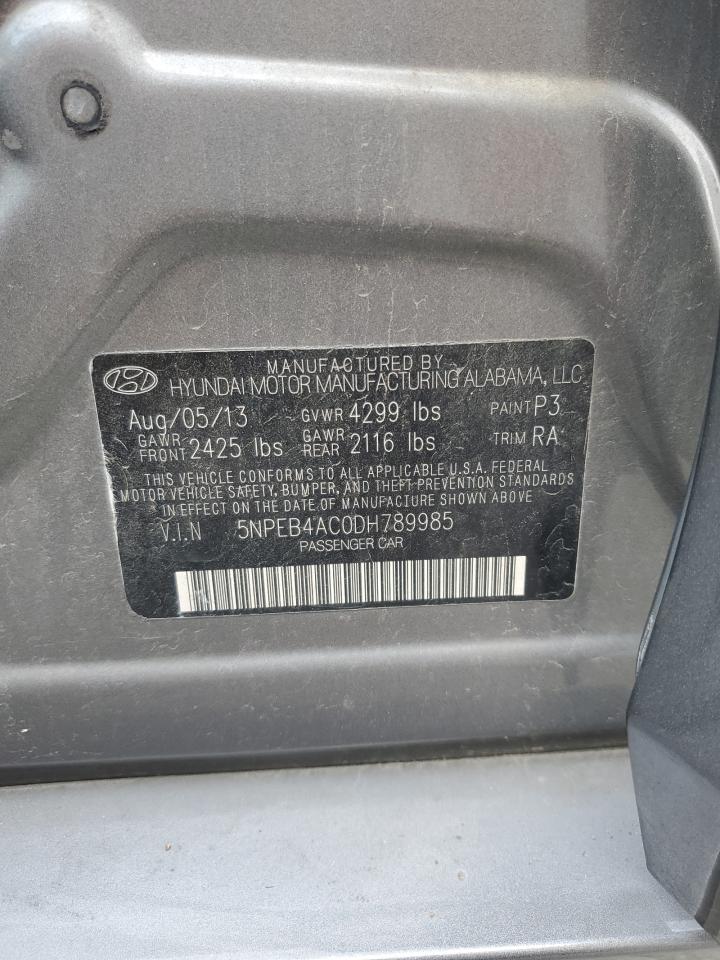 MANUFACTURED BY
HYUNDAI MOTOR MANUFACTURING ALABAMA, LLC
Aug/05/13 GVWR 4299 lbs PAINT P3
GAWR FRONT 2425 lbs GAWR REAR 2116 lbs TRIM RA
THIS VEHICLE CONFORMS TO ALL APPLICABLE U.S.A. FEDERAL
MOTOR VEHICLE SAFETY, BUMPER, AND THEFT PREVENTION STANDARDS
IN EFFECT ON THE DATE OF MANUFACTURE SHOWN ABOVE
V.I.N 5NPEB4AC0DH789985
PASSENGER CAR